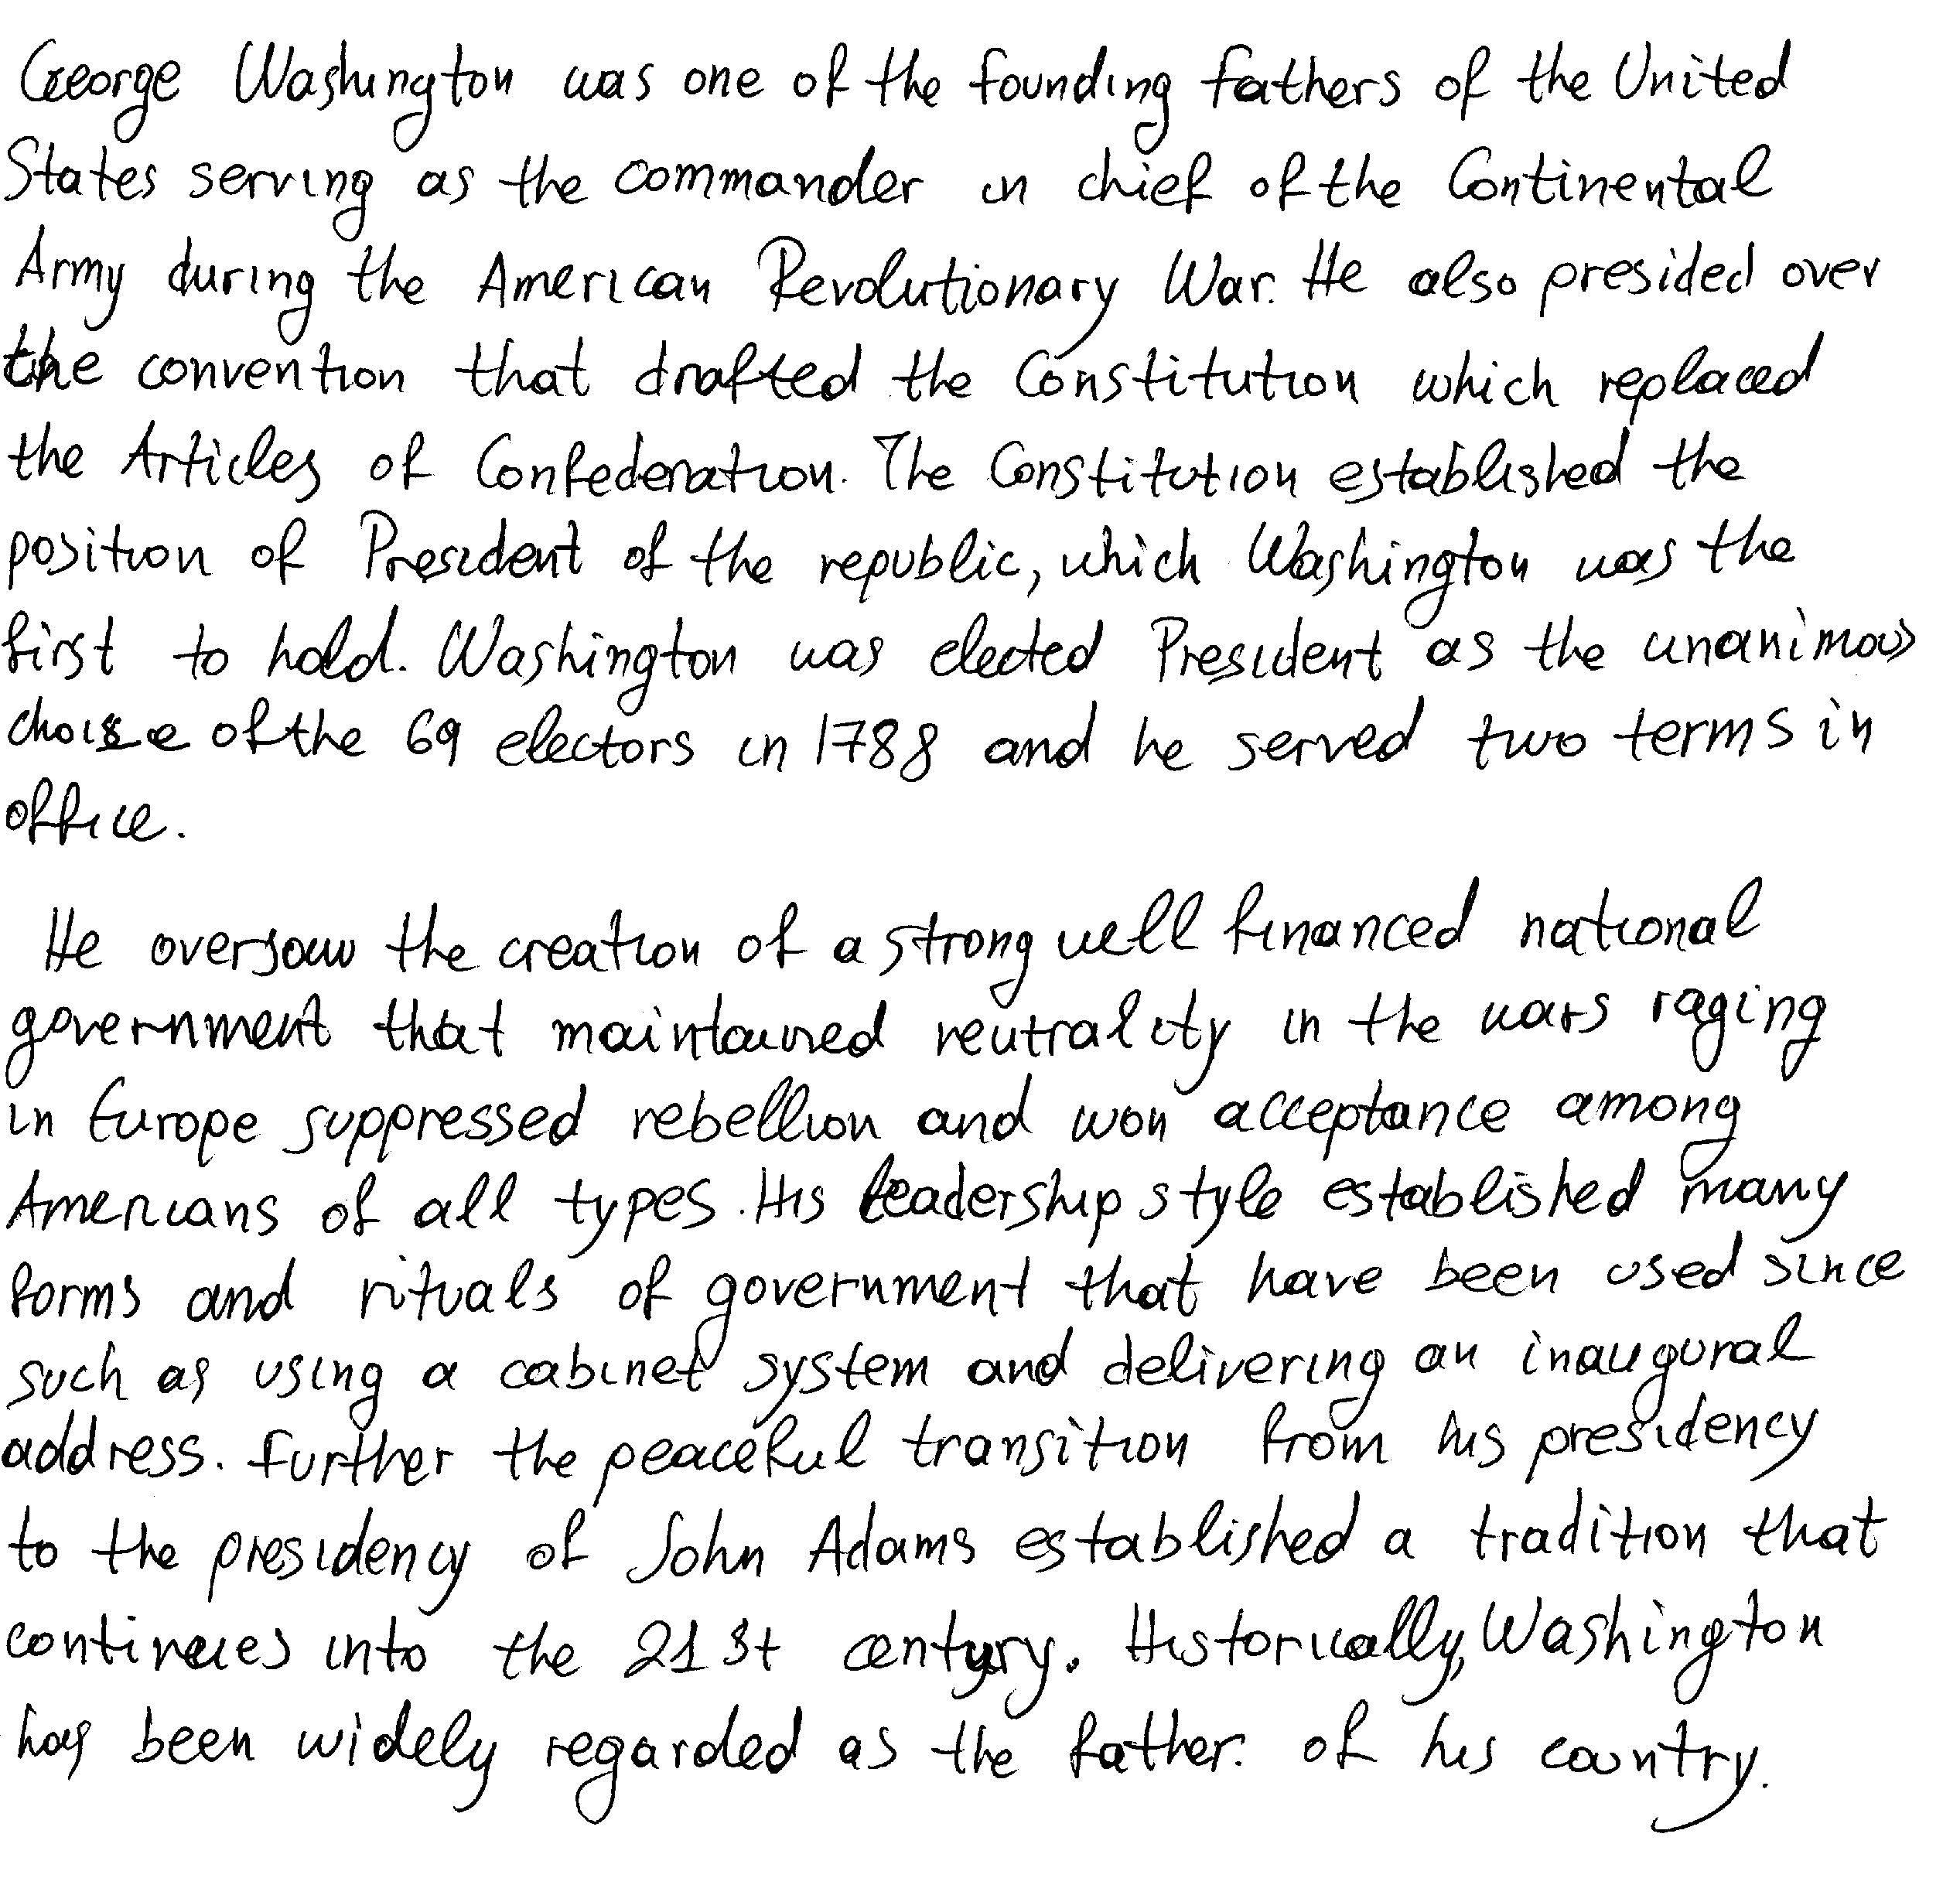 George Washington was one of the founding fathers of the United
States serving as the commander in chief of the Continental
Army during the American Revolutionary War. He also presided over
the convention that drafted the Constitution which replaced
the Articles of Confederation. The Constitution established the
position of President of the republic, which Washington was the
first to hold. Washington was elected President as the unanimous
choice of the 69 electors in 1788 and he served two terms in
office.
He oversaw the creation of a strong well financed national
government that maintained neutrality in the wars raging
in Europe suppressed rebellion and won acceptance among
Americans of all types. His leadership style established many
forms and rituals of government that have been used since
such as using a cabinet system and delivering an inaugural
address. Further the peaceful transition from his presidency
to the presidency of John Adams established a tradition that
continues into the 21st century. Historically, Washington
has been widely regarded as the father. of his country.